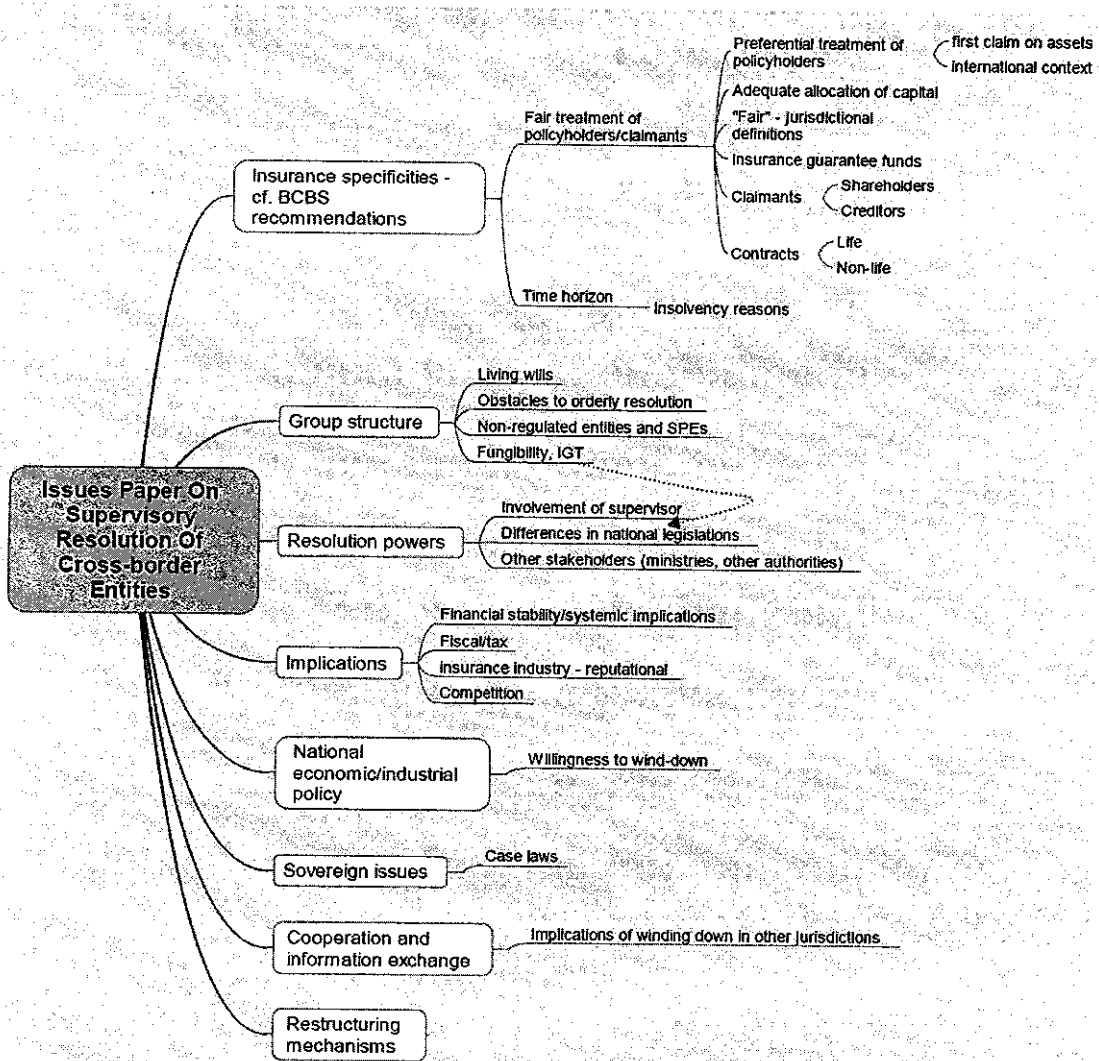 Issues Paper On
Supervisory
Resolution Of
Cross-border
Entities
Insurance specificities -
cf. BCBS
recommendations
Fair treatment of
policyholders/claimants
Preferential treatment of
policyholders
first claim on assets
international context
Adequate allocation of capital
"Fair" - jurisdictional
definitions
Insurance guarantee funds
Claimants
Shareholders
Creditors
Contracts
Life
Non-life
Time horizon
Insolvency reasons
Group structure
Living wills
Obstacles to orderly resolution
Non-regulated entities and SPEs
Fungibility, IGT
Resolution powers
Involvement of supervisor
Differences in national legislations
Other stakeholders (ministries, other authorities)
Implications
Financial stability/systemic implications
Fiscal/tax
insurance industry - reputational
Competition
National
economic/industrial
policy
Willingness to wind-down
Sovereign issues
Case laws
Cooperation and
information exchange
Implications of winding down in other jurisdictions
Restructuring
mechanisms